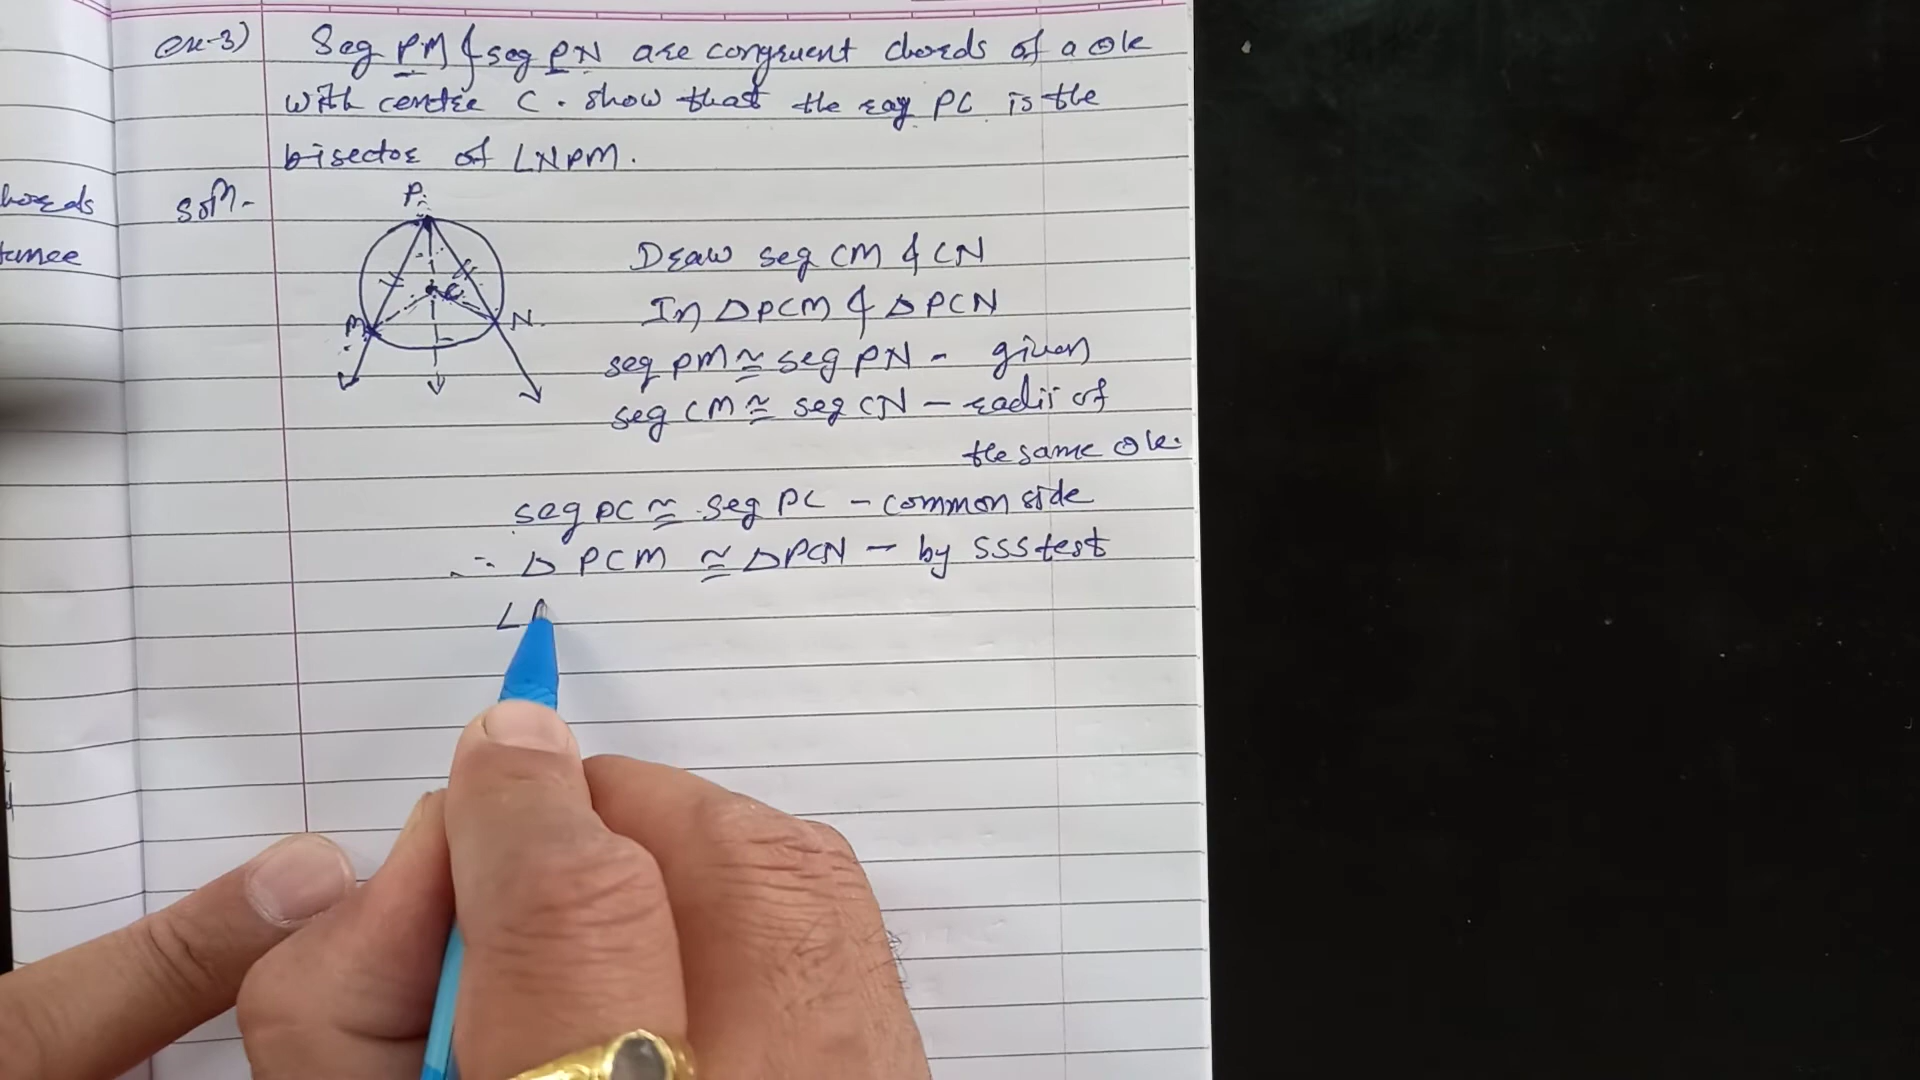 ex-3) Seg PM & seg PN are congruent chords of a ⊙le
with centre C. show that the ray PC is the
bisector of ∠NPM.
hords
soln-
P
tance
M
C
N
Draw seg CM & CN
In △PCM & △PCN
seg PM ≅ seg PN - given
seg CM ≅ seg CN - radii of
the same ⊙le.
seg PC ≅ seg PC - common side
∴ △ PCM ≅ △PCN - by SSS test
∠